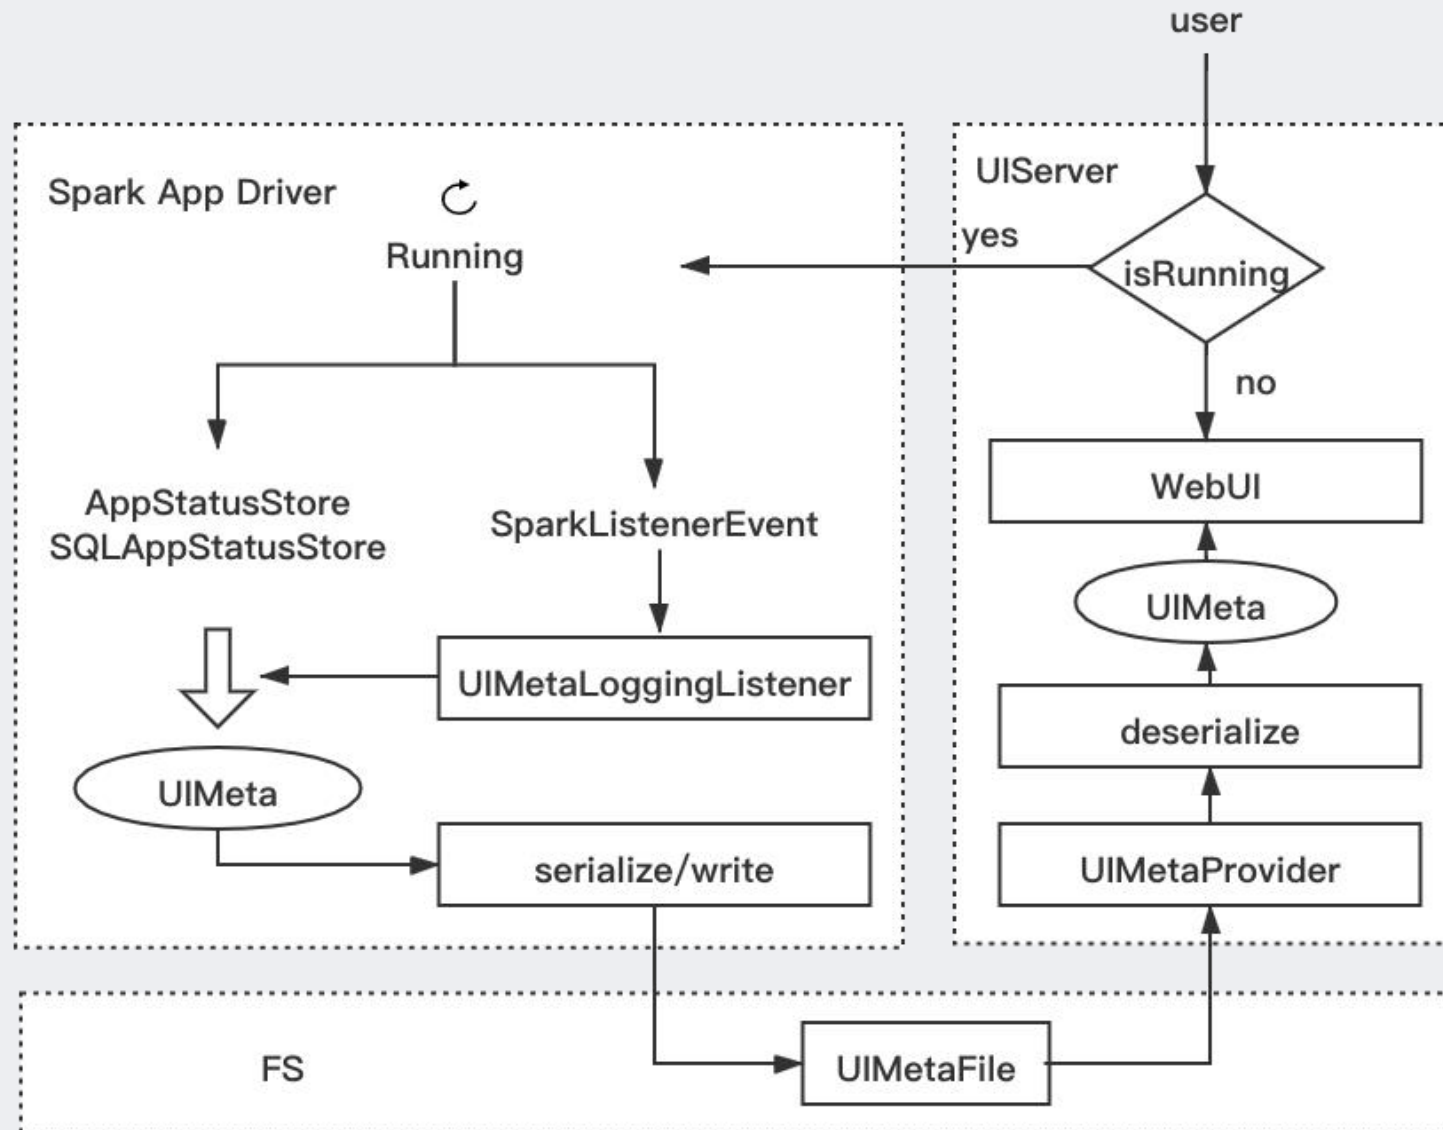 user
Spark App Driver
Running
AppStatusStore
SQLAppStatusStore
SparkListenerEvent
UIMetaLoggingListener
UIMeta
serialize/write
UIServer
yes
isRunning
no
WebUI
UIMeta
deserialize
UIMetaProvider
FS
UIMetaFile